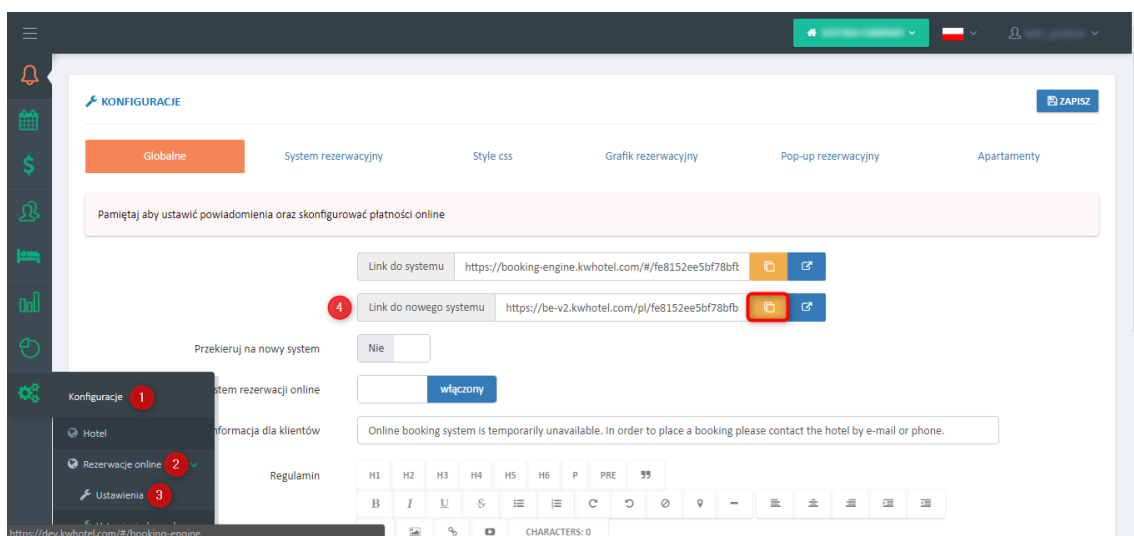 KONFIGURACJE
ZAPISZ
Globalne
System rezerwacyjny
Style css
Grafik rezerwacyjny
Pop-up rezerwacyjny
Apartamenty
Pamiętaj aby ustawić powiadomienia oraz skonfigurować płatności online
Link do systemu https://booking-engine.kwhotel.com/#/fe8152ee5bf78bft
4 Link do nowego systemu https://be-v2.kwhotel.com/pl/fe8152ee5bf78bfb
Przekieruj na nowy system Nie
stem rezerwacji online włączony
Konfiguracje 1
nformacja dla klientów Online booking system is temporarily unavailable. In order to place a booking please contact the hotel by e-mail or phone.
Hotel
Rezerwacje online 2
Regulamin H1 H2 H3 H4 H5 H6 P PRE
Ustawienia 3
B I U S
CHARACTERS: 0
https://dev.kwhotel.com/#/booking-engine